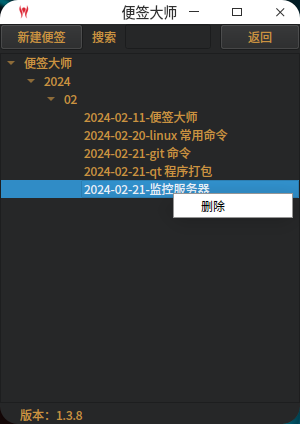 便签大师
新建便签 搜索 返回
便签大师
2024
02
2024-02-11-便签大师
2024-02-20-linux 常用命令
2024-02-21-git 命令
2024-02-21-qt 程序打包
2024-02-21-监控服务器
删除
版本：1.3.8